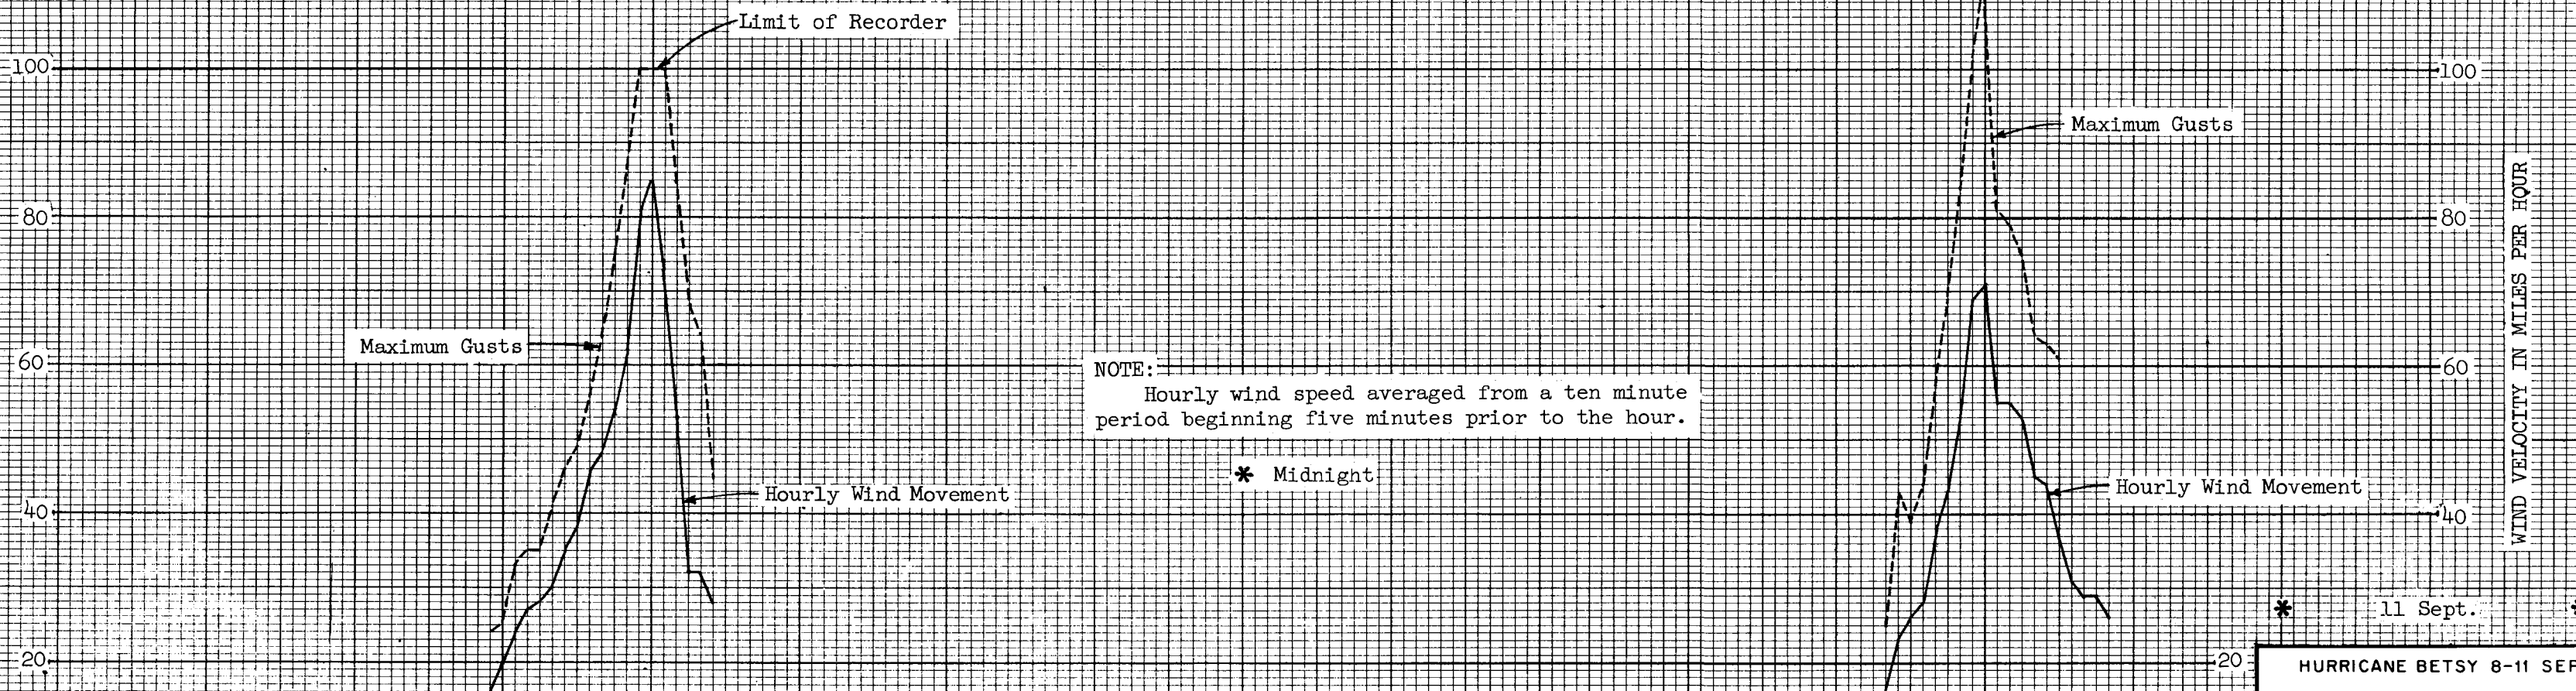 Limit of Recorder
100
100
Maximum Gusts
80
80
WIND VELOCITY IN MILES PER HOUR
Maximum Gusts
60
60
NOTE:
Hourly wind speed averaged from a ten minute
period beginning five minutes prior to the hour.
* Midnight
Hourly Wind Movement
Hourly Wind Movement
40
40
* 11 Sept. *
20
20
HURRICANE BETSY 8-11 SEP